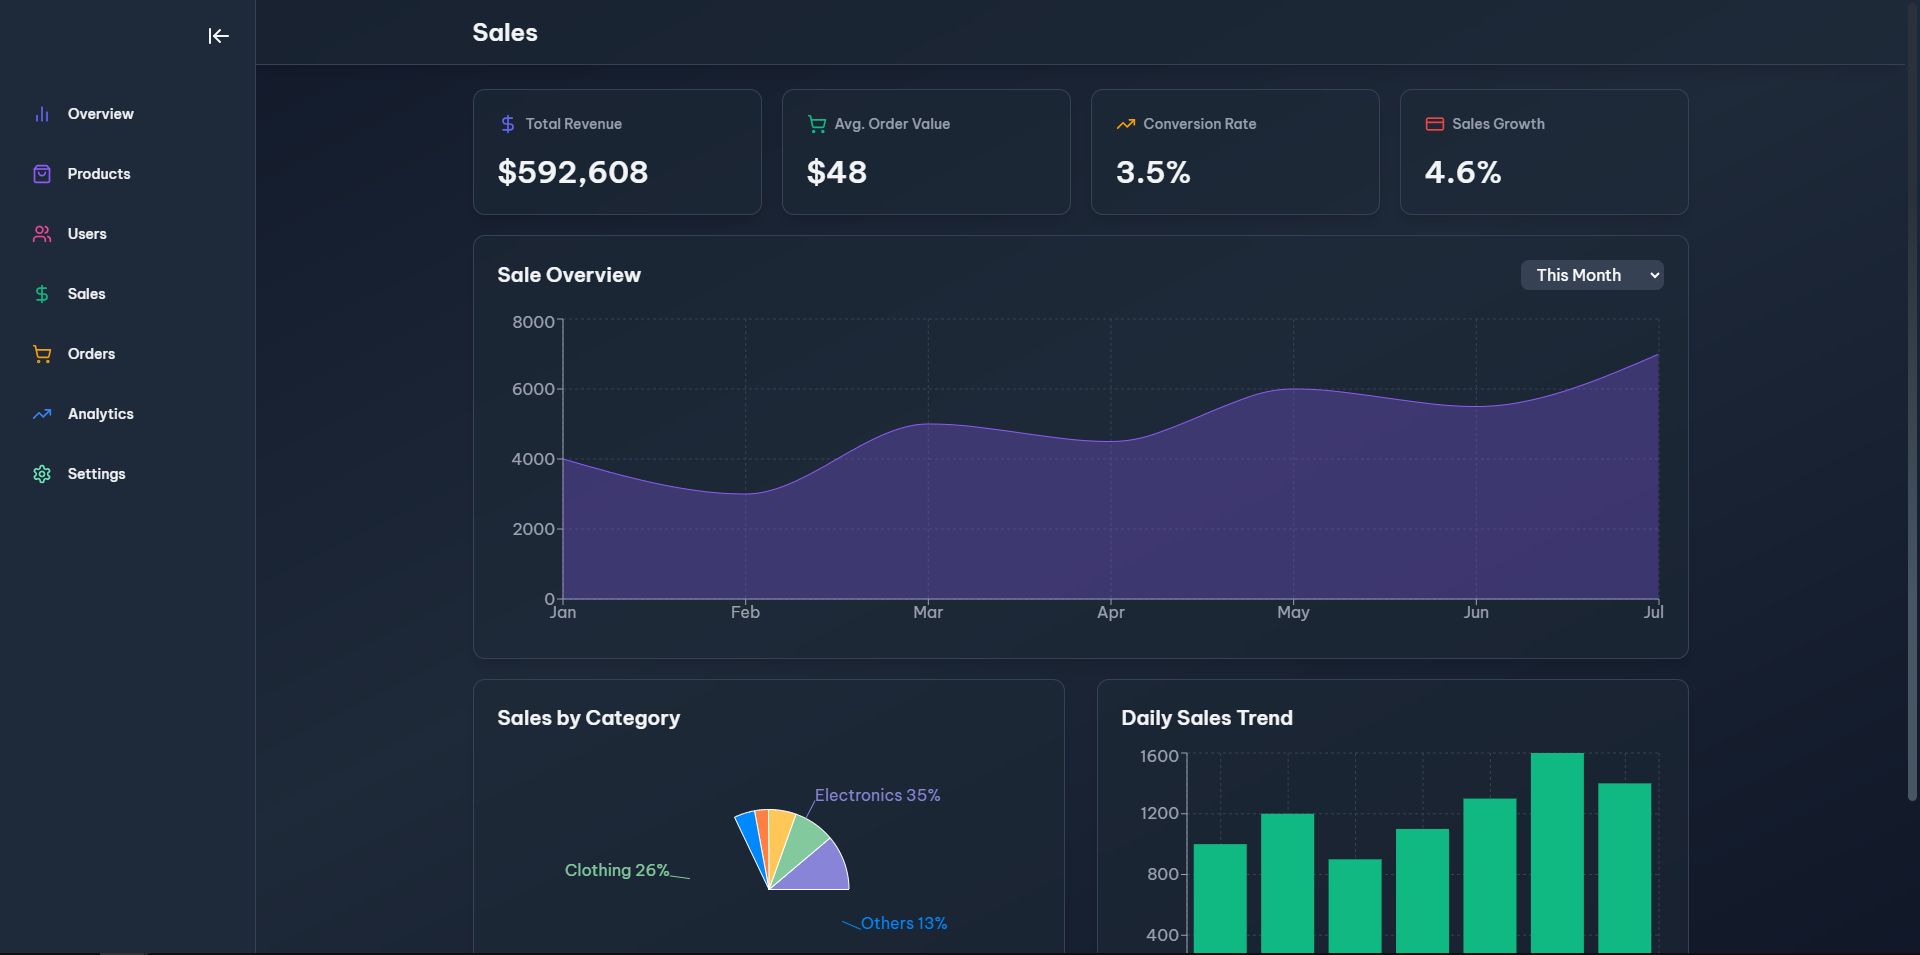 Sales
Overview
Products
Users
Sales
Orders
Analytics
Settings
Total Revenue
$592,608
Avg. Order Value
$48
Conversion Rate
3.5%
Sales Growth
4.6%
Sale Overview
This Month
8000
6000
4000
2000
0
Jan Feb Mar Apr May Jun Jul
Sales by Category
Electronics 35%
Clothing 26%
Others 13%
Daily Sales Trend
1600
1200
800
400